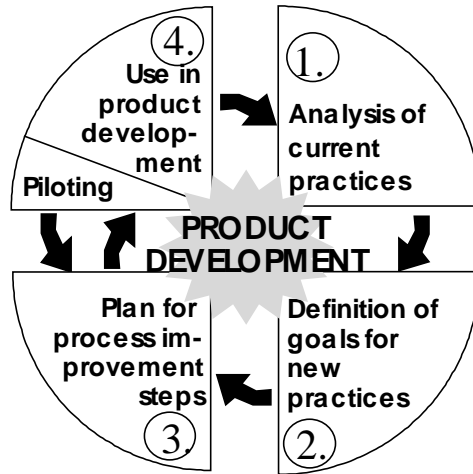 4.
Use in
product
develop-
ment
Piloting
1.
Analysis of
current
practices
PRODUCT
DEVELOPMENT
Plan for
process im-
provement
steps
3.
Definition of
goals for
new
practices
2.